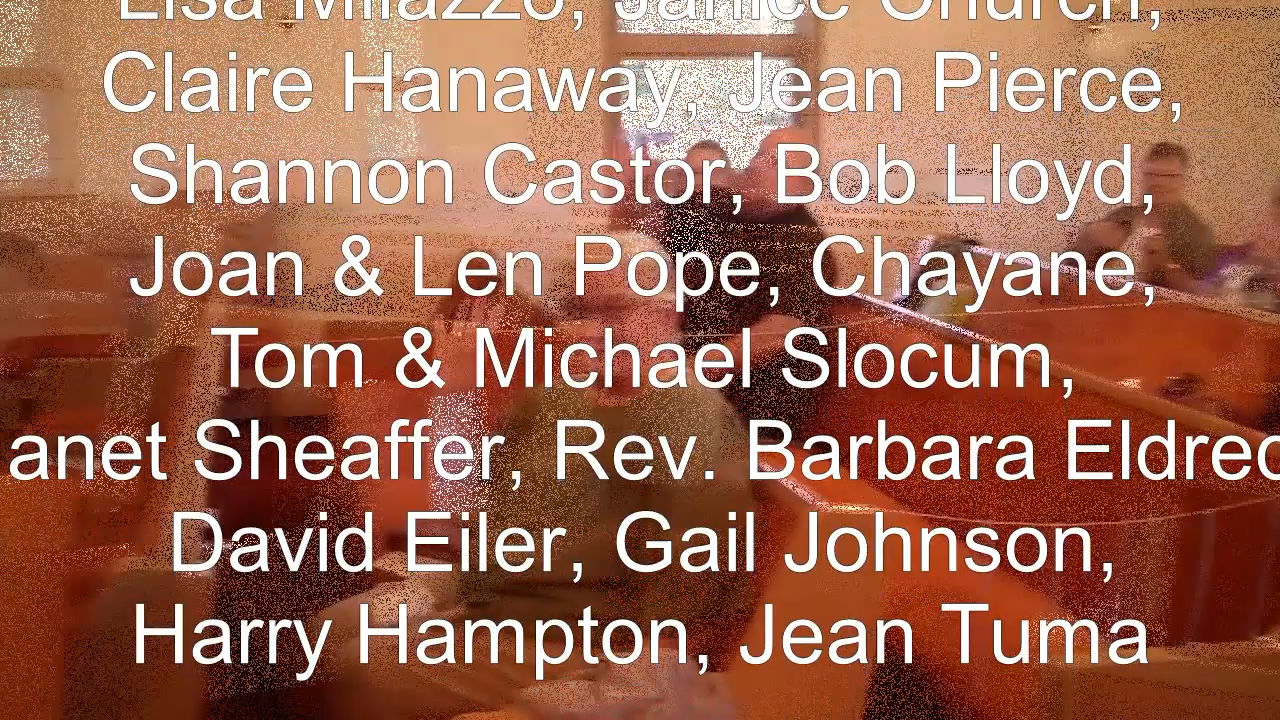 Lisa Milazzo, Janice Church,
Claire Hanaway, Jean Pierce,
Shannon Castor, Bob Lloyd,
Joan & Len Pope, Chayane,
Tom & Michael Slocum,
anet Sheaffer, Rev. Barbara Eldred
David Eiler, Gail Johnson,
Harry Hampton, Jean Tuma